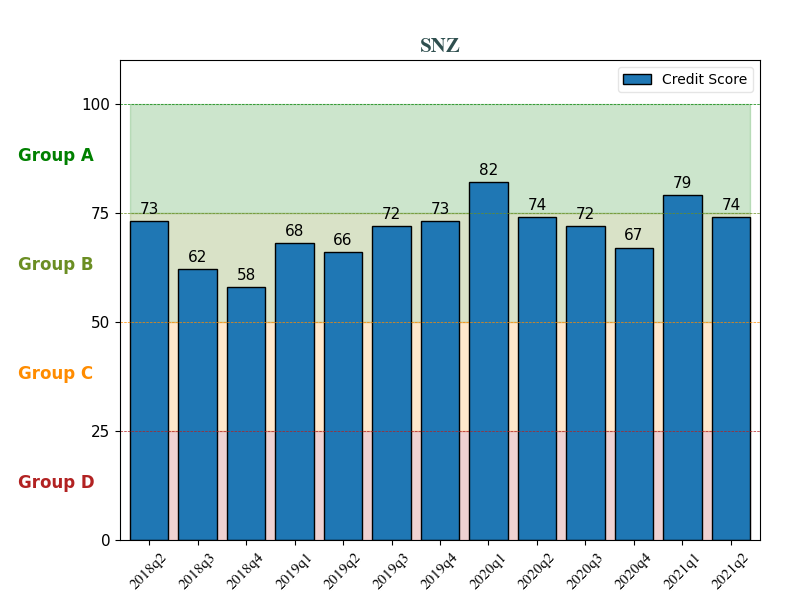 SNZ
Credit Score
100
75
50
25
0
Group A
Group B
Group C
Group D
73
62
58
68
66
72
73
82
74
72
67
79
74
2018q2
2018q3
2018q4
2019q1
2019q2
2019q3
2019q4
2020q1
2020q2
2020q3
2020q4
2021q1
2021q2